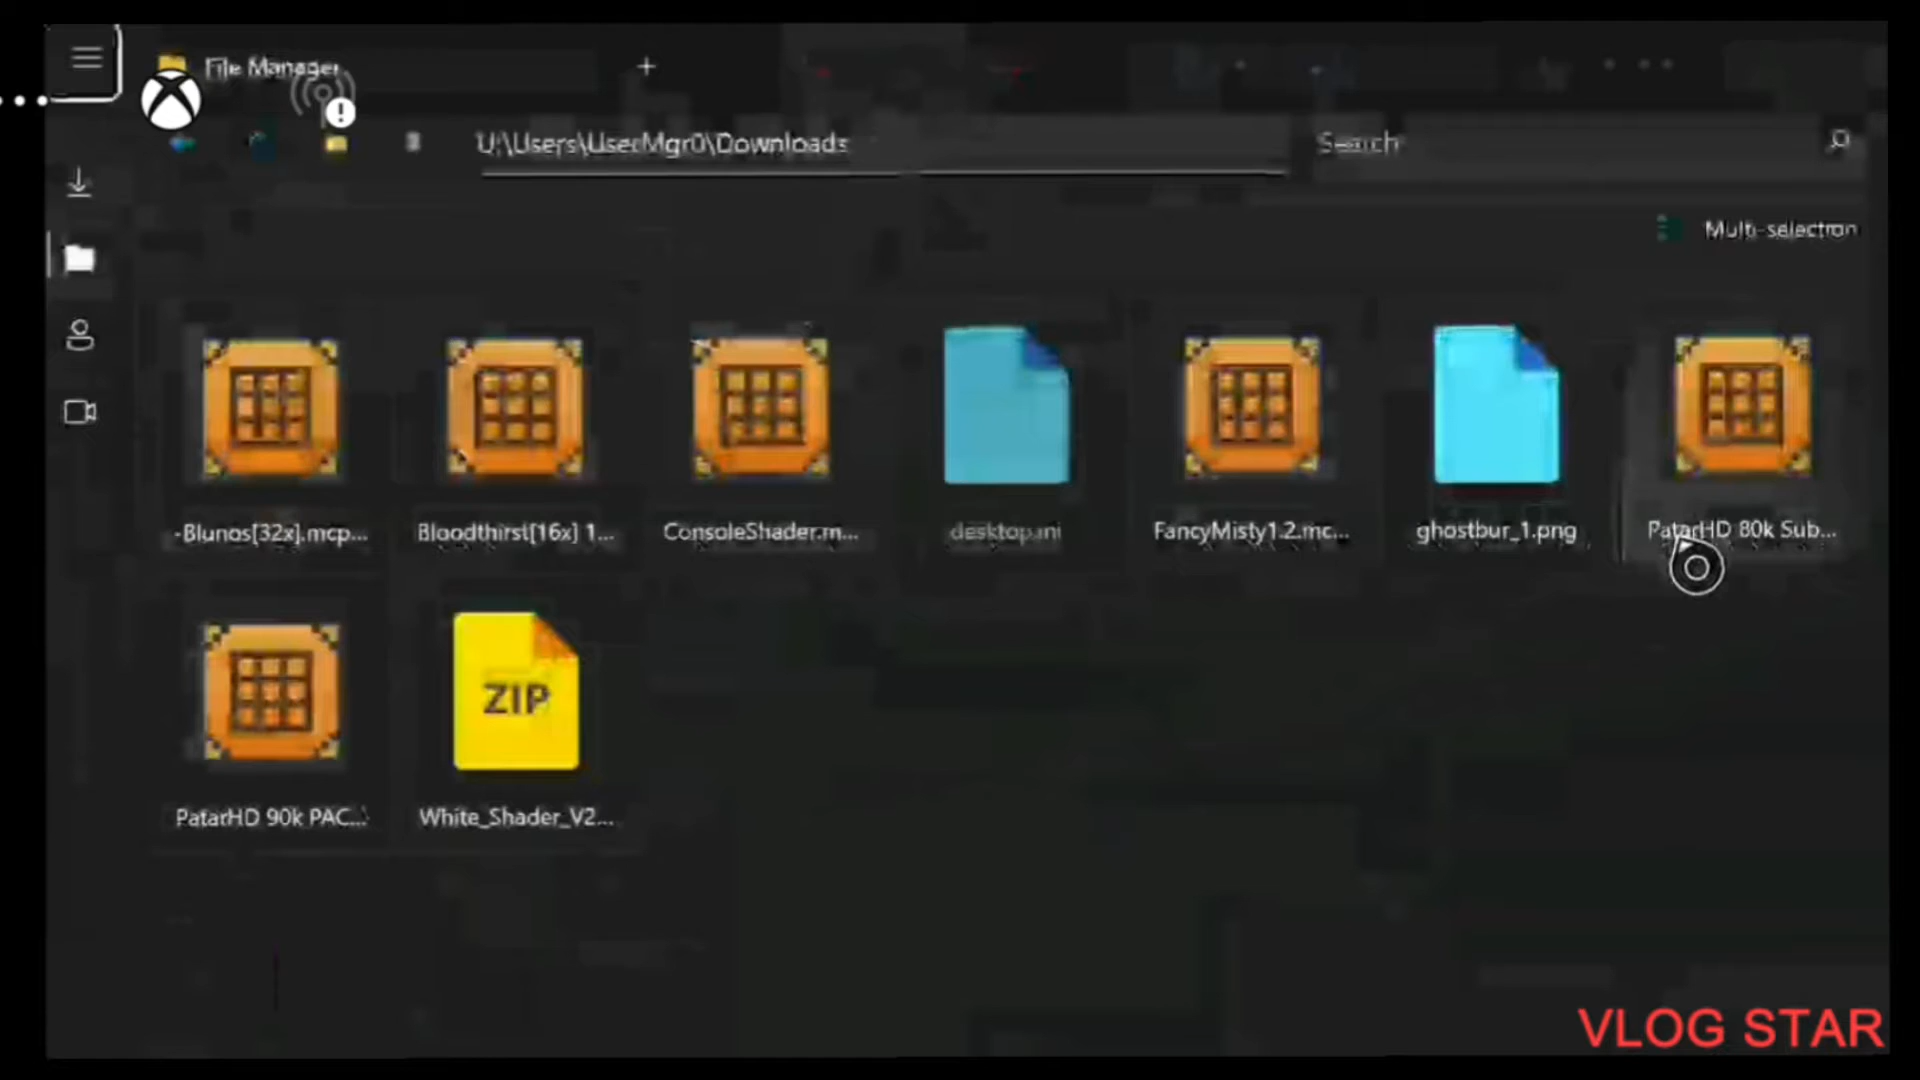 File Manager
U:\Users\UserMgr0\Downloads
Search
Multi-selection
-Blunos[32x].mcp...
Bloodthirst[16x] 1...
ConsoleShader.m...
desktop.ini
FancyMisty1.2.mc...
ghostbur_1.png
PatarHD 80k Sub...
ZIP
PatarHD 90k PAC...
White_Shader_V2...
VLOG STAR